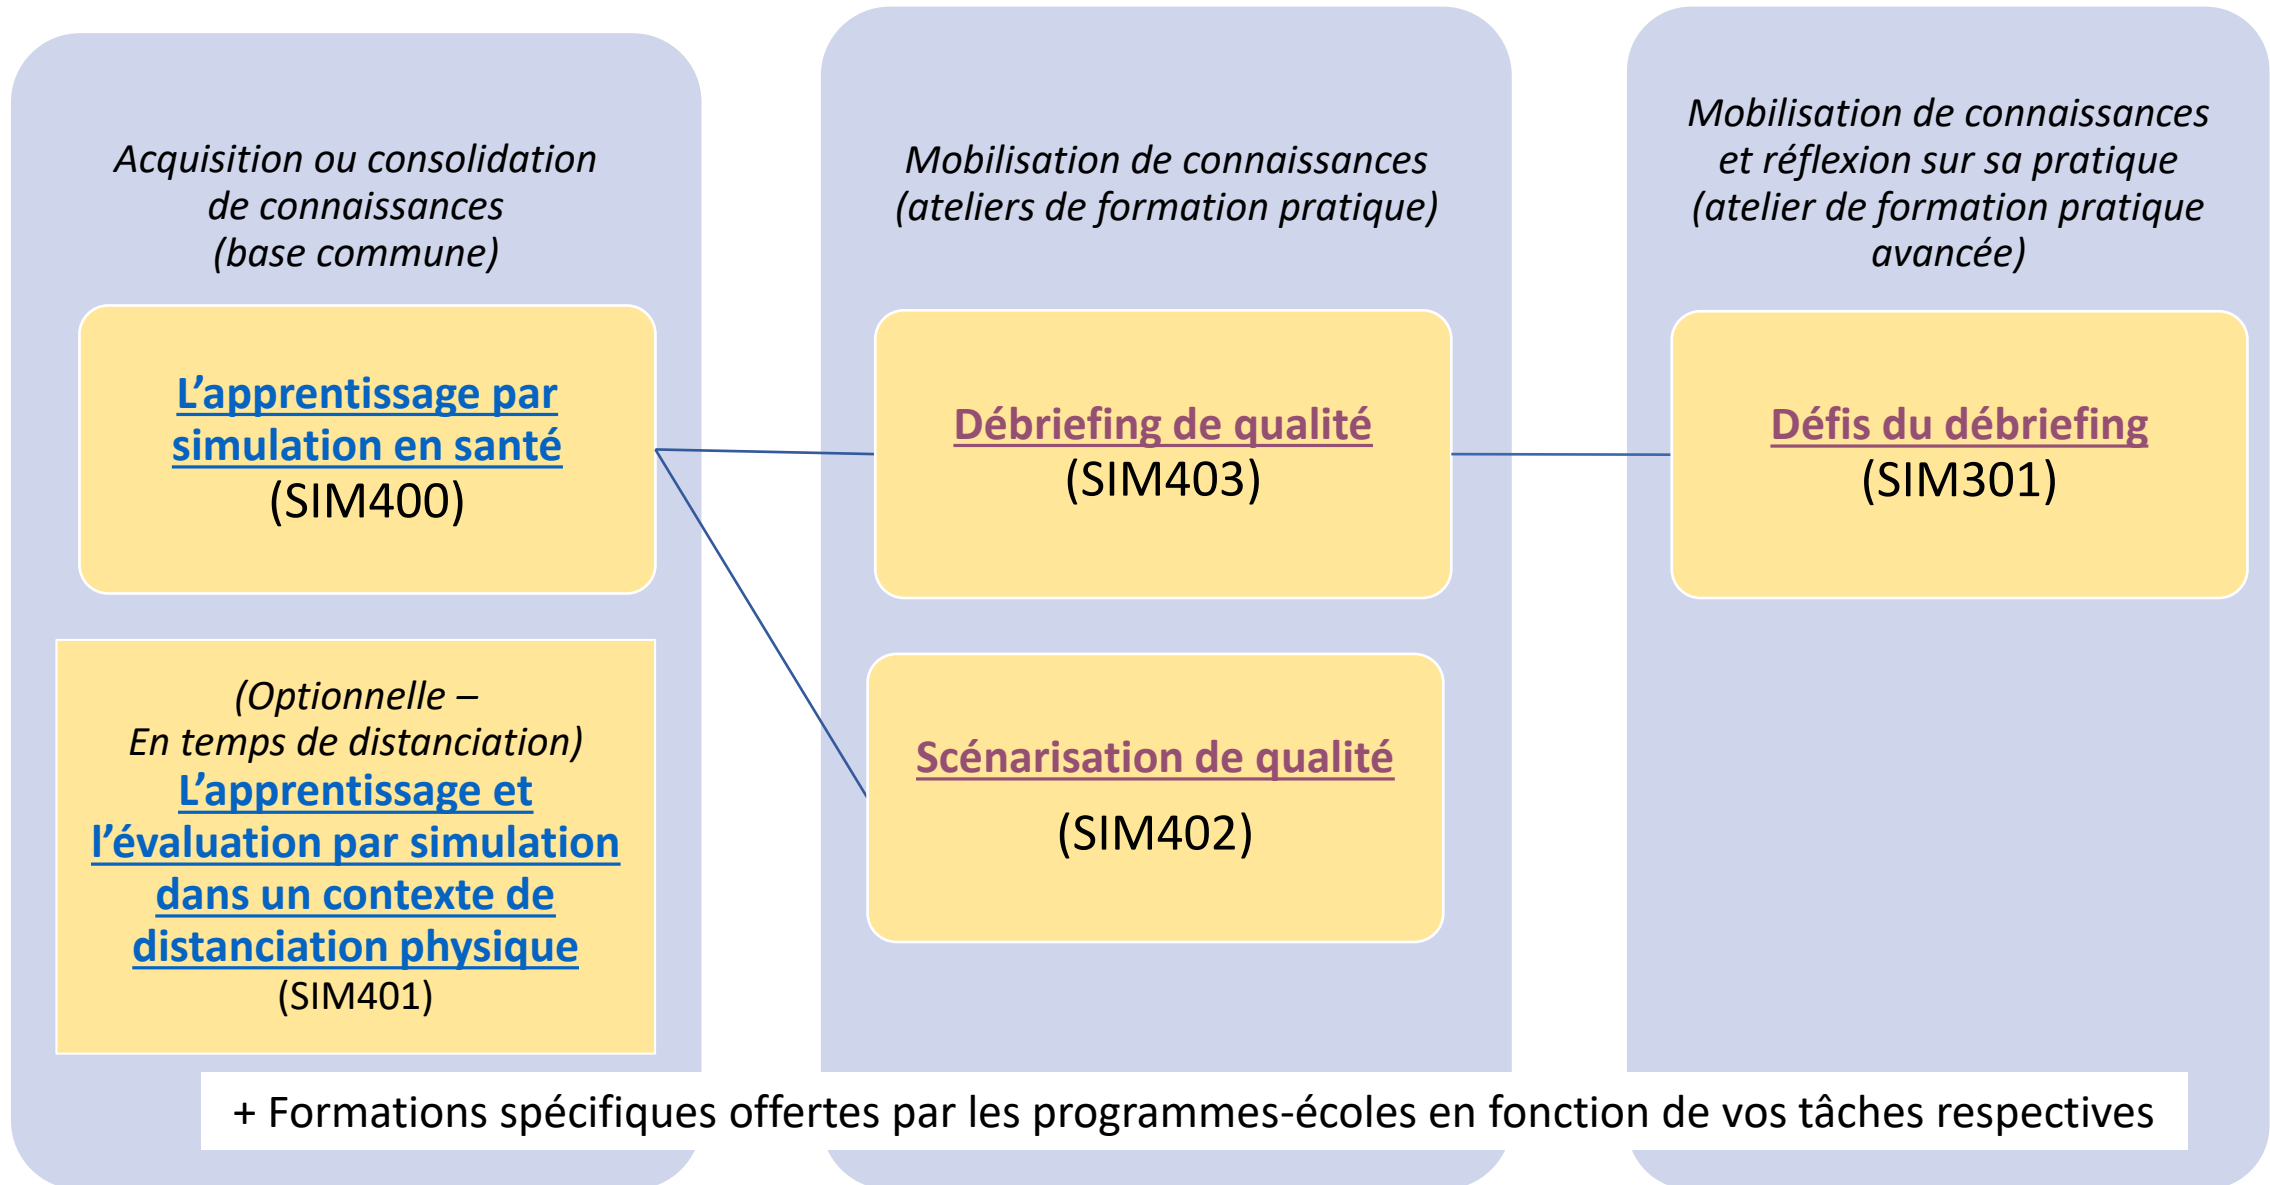 Acquisition ou consolidation
de connaissances
(base commune)
L’apprentissage par
simulation en santé
(SIM400)
(Optionnelle –
En temps de distanciation)
L’apprentissage et
l’évaluation par simulation
dans un contexte de
distanciation physique
(SIM401)
Mobilisation de connaissances
(ateliers de formation pratique)
Débriefing de qualité
(SIM403)
Scénarisation de qualité
(SIM402)
Mobilisation de connaissances
et réflexion sur sa pratique
(atelier de formation pratique
avancée)
Défis du débriefing
(SIM301)
+ Formations spécifiques offertes par les programmes-écoles en fonction de vos tâches respectives